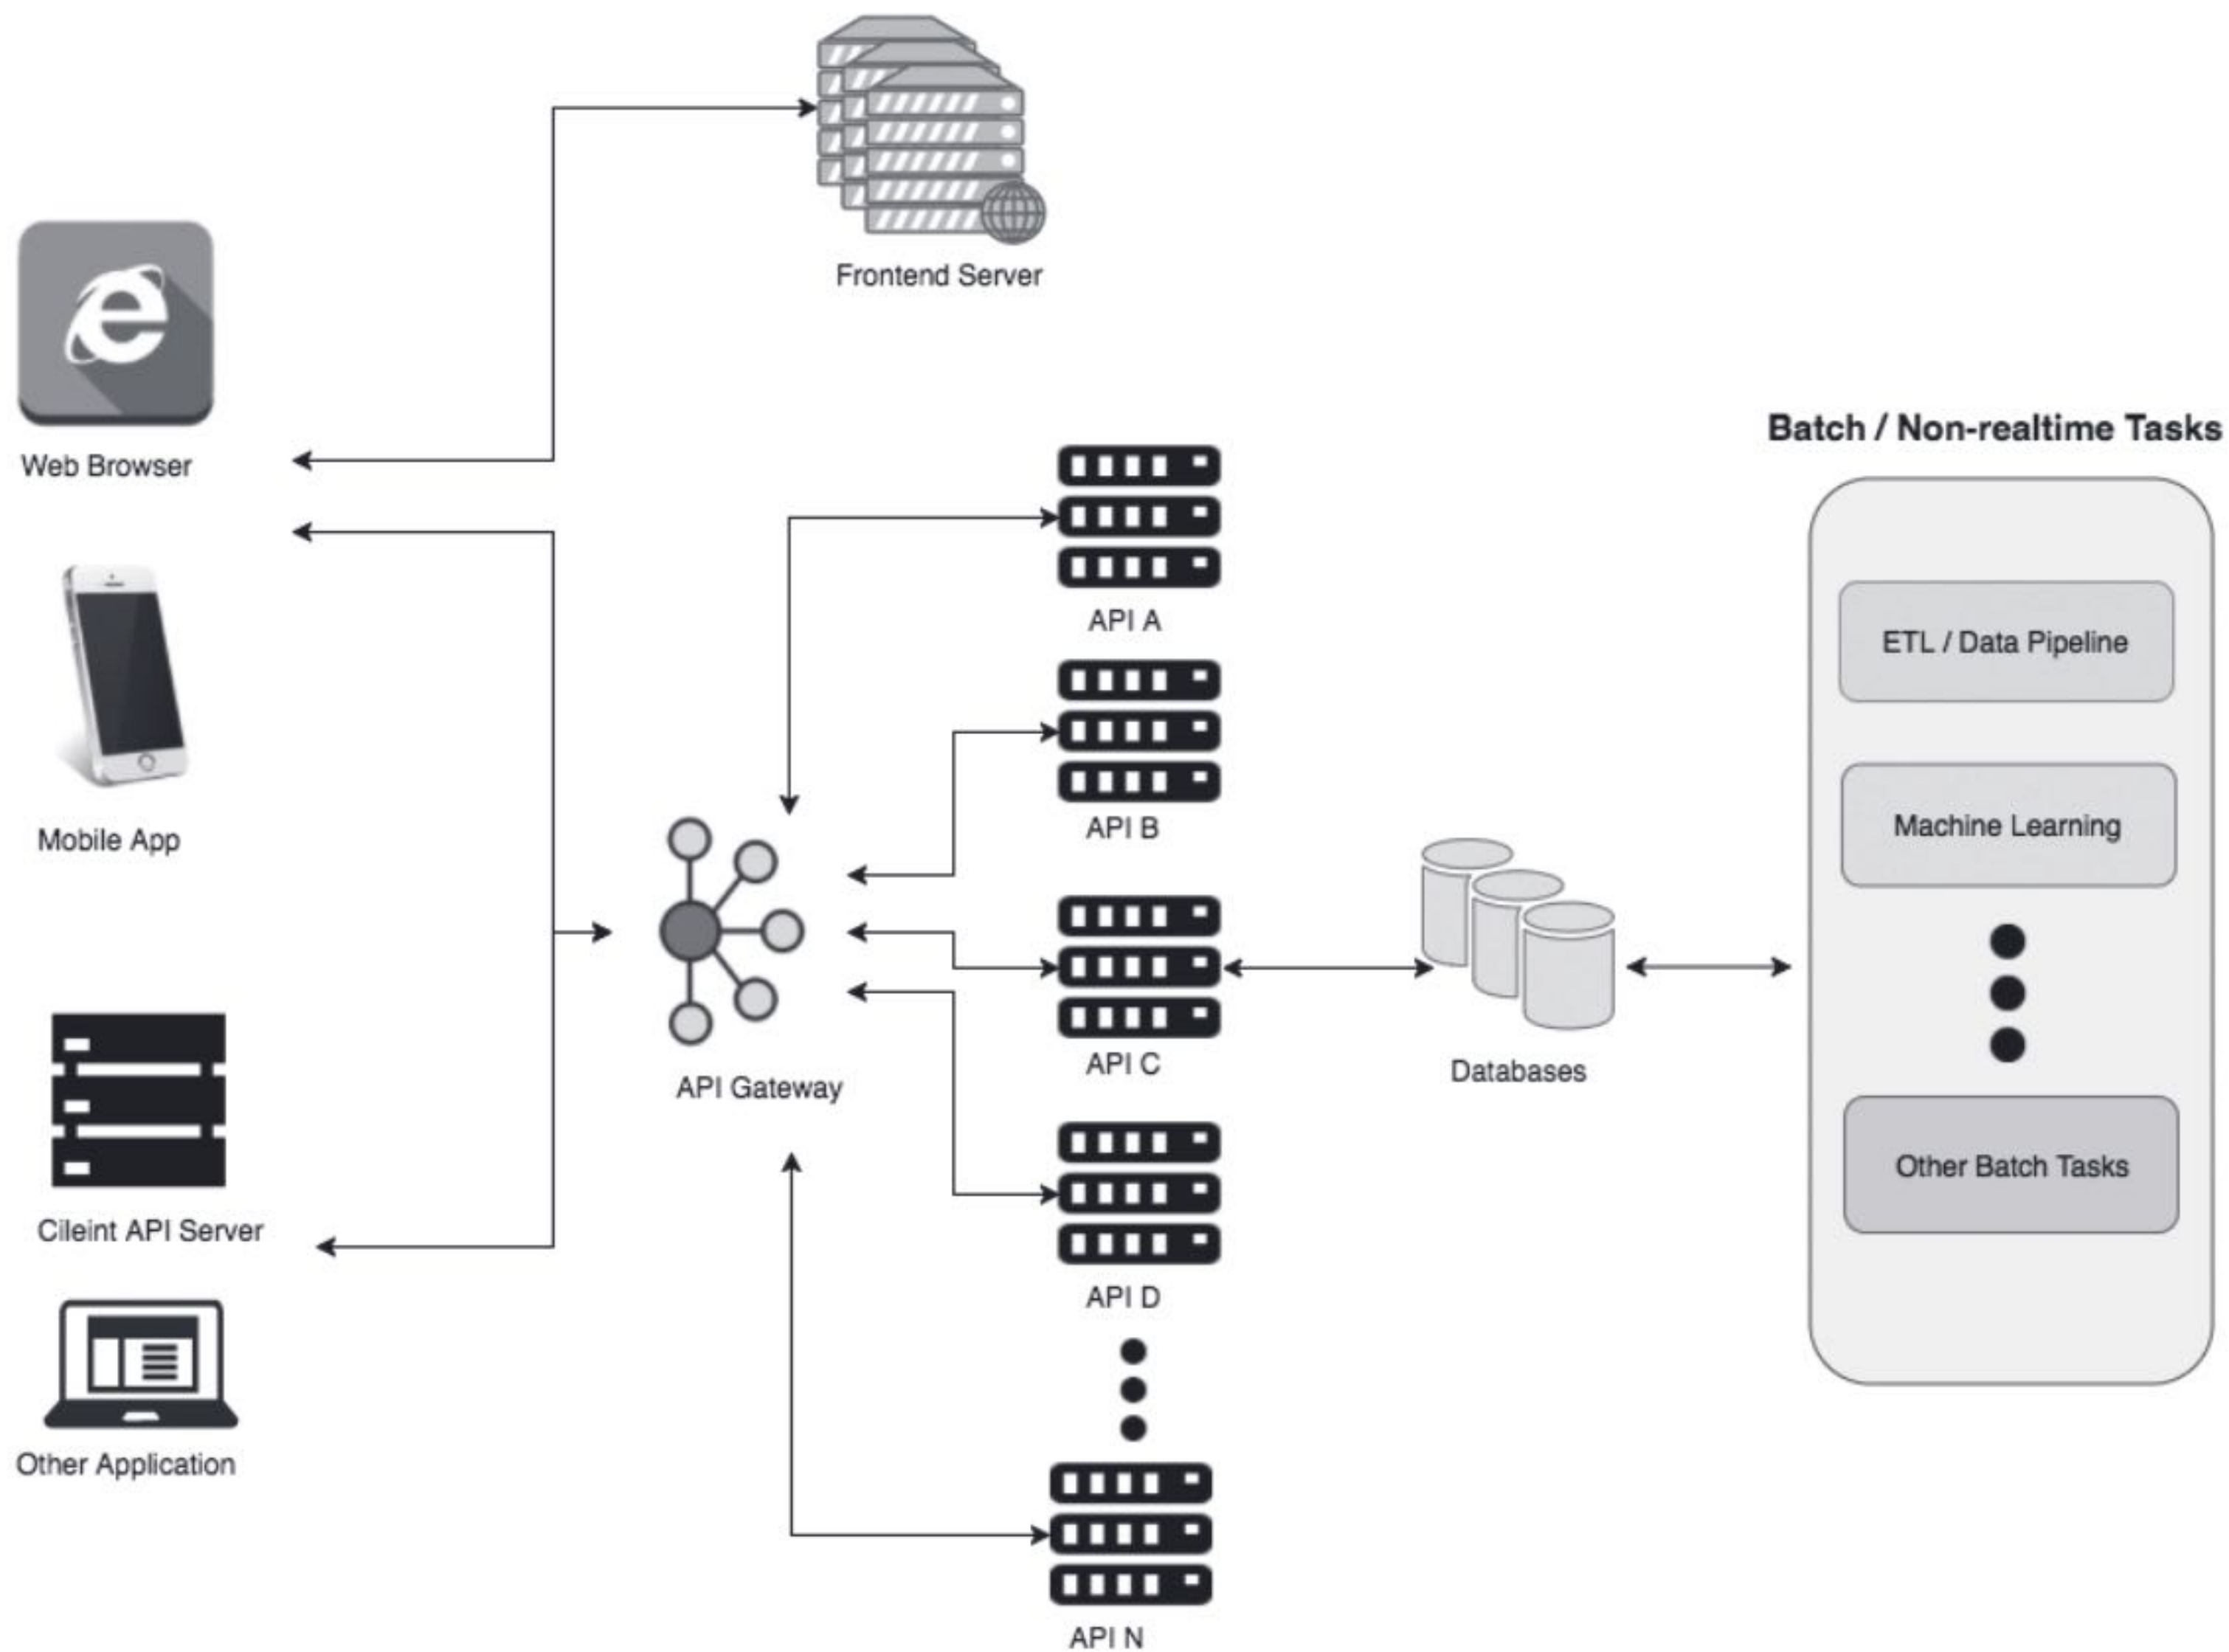 Frontend Server
Web Browser
Mobile App
Cileint API Server
Other Application
API Gateway
API A
API B
API C
API D
API N
Databases
Batch / Non-realtime Tasks
ETL / Data Pipeline
Machine Learning
Other Batch Tasks